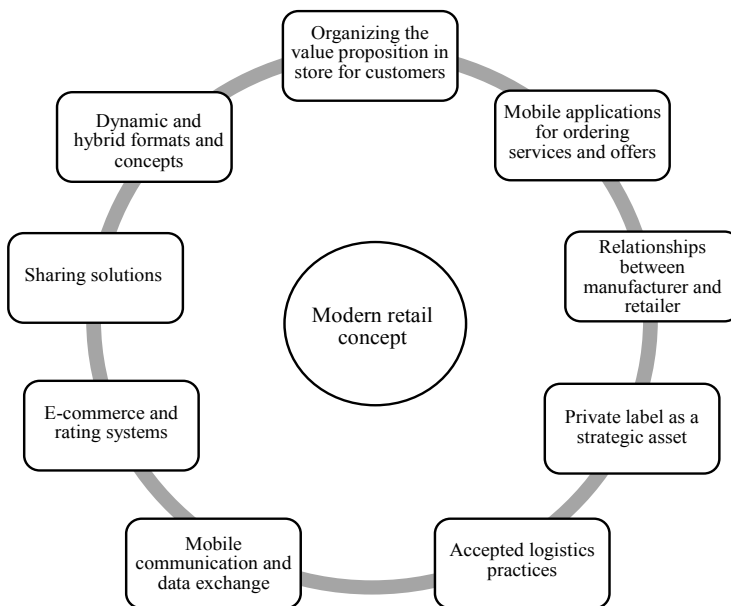 Organizing the
value proposition in
store for customers
Mobile applications
for ordering
services and offers
Relationships
between
manufacturer and
retailer
Private label as a
strategic asset
Accepted logistics
practices
Mobile
communication and
data exchange
E-commerce and
rating systems
Sharing solutions
Dynamic and
hybrid formats and
concepts
Modern retail
concept